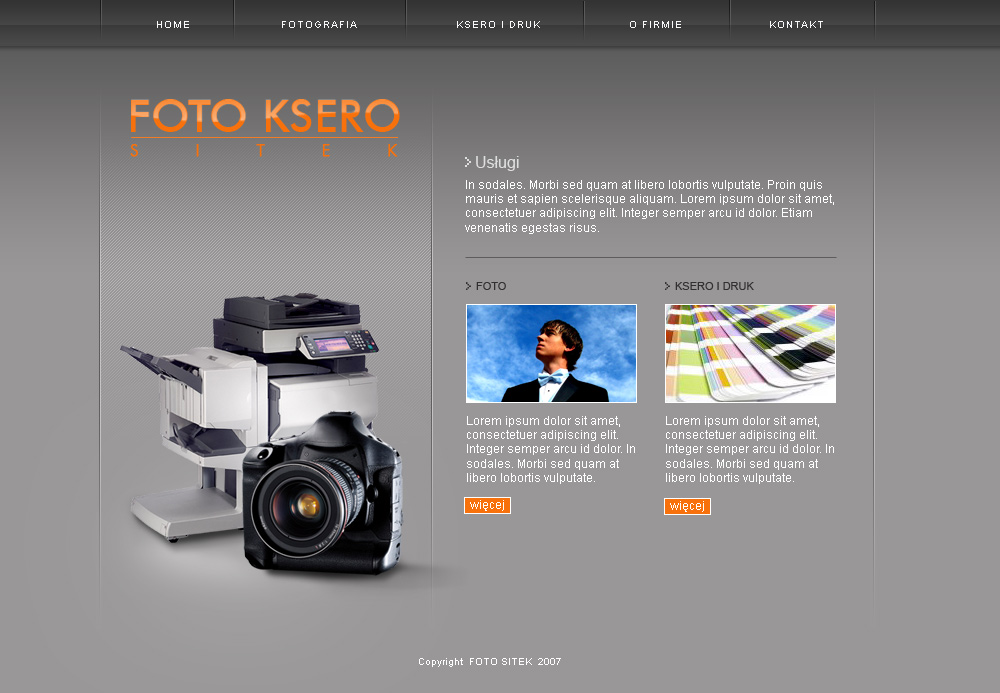 HOME FOTOGRAFIA KSERO I DRUK O FIRMIE KONTAKT
FOTO KSERO
SITEK
Usługi
In sodales. Morbi sed quam at libero lobortis vulputate. Proin quis
mauris et sapien scelerisque aliquam. Lorem ipsum dolor sit amet,
consectetuer adipiscing elit. Integer semper arcu id dolor. Etiam
venenatis egestas risus.
FOTO
Lorem ipsum dolor sit amet,
consectetuer adipiscing elit.
Integer semper arcu id dolor. In
sodales. Morbi sed quam at
libero lobortis vulputate.
więcej
KSERO I DRUK
Lorem ipsum dolor sit amet,
consectetuer adipiscing elit.
Integer semper arcu id dolor. In
sodales. Morbi sed quam at
libero lobortis vulputate.
więcej
Copyright FOTO SITEK 2007